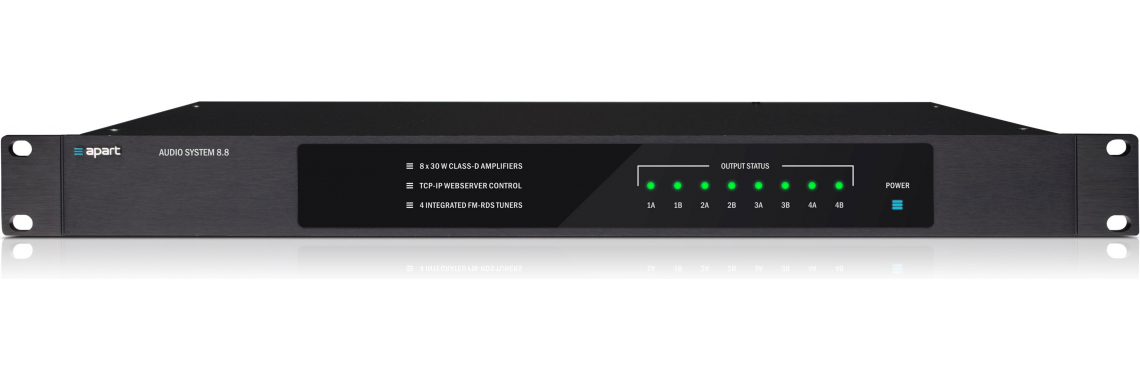 apart
AUDIO SYSTEM 8.8
8 x 30 W CLASS-D AMPLIFIERS
TCP-IP WEBSERVER CONTROL
4 INTEGRATED FM-RDS TUNERS
OUTPUT STATUS
1A 1B 2A 2B 3A 3B 4A 4B
POWER